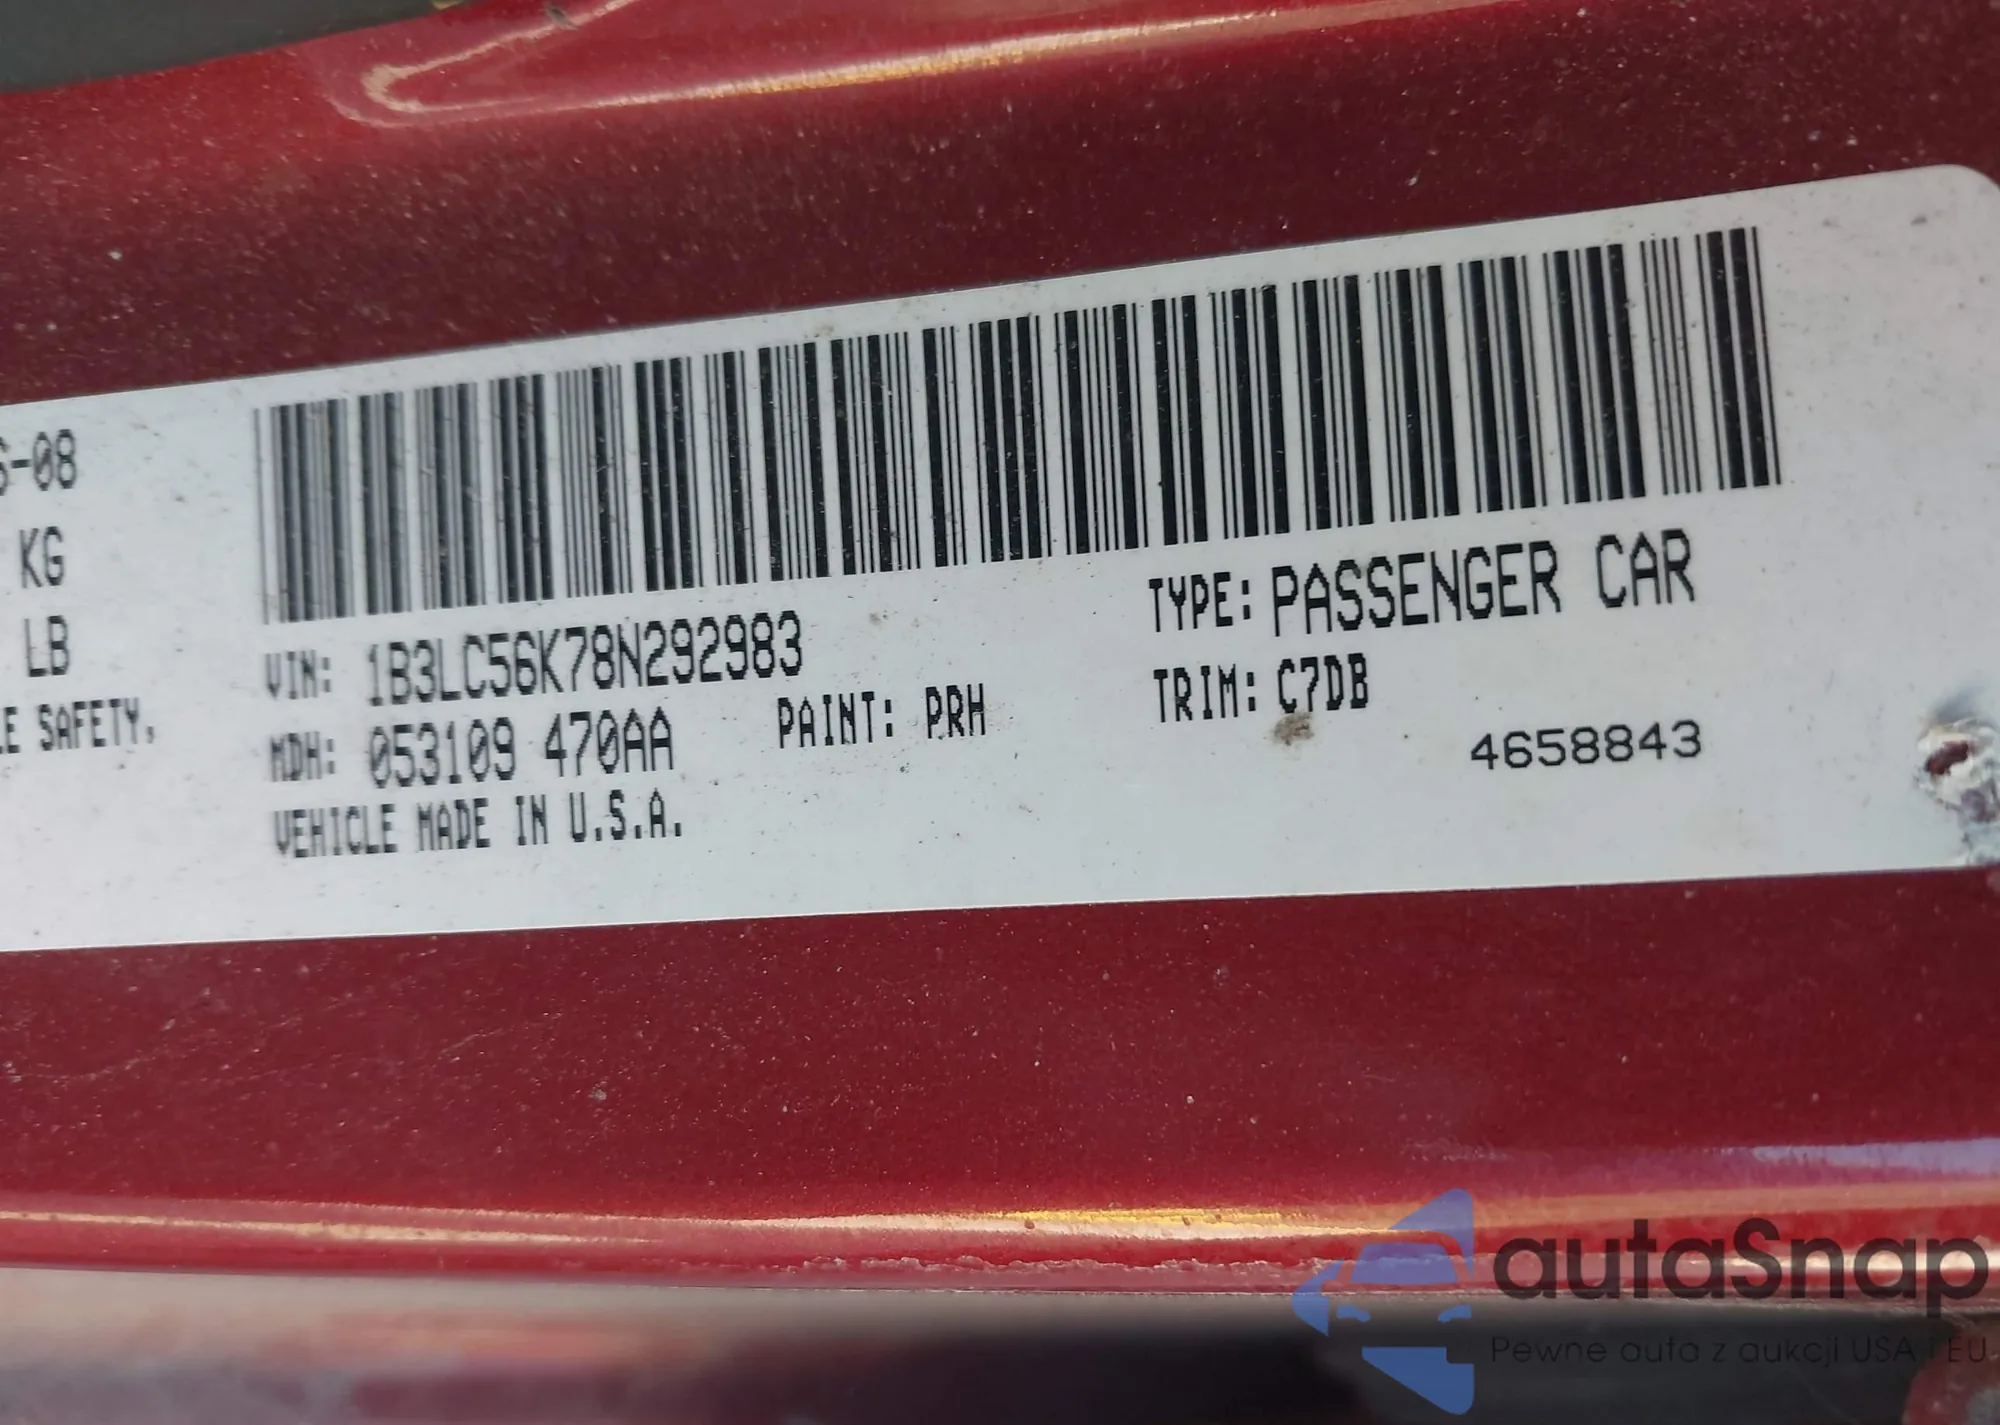 6-08
KG
LB
LE SAFETY.
VIN: 1B3LC56K78N292983
MDH: 053109 470AA
PAINT: PRH
VEHICLE MADE IN U.S.A.
TYPE: PASSENGER CAR
TRIM: C7DB
4658843
autaSnap
Pewne auta z aukcji USA i EU